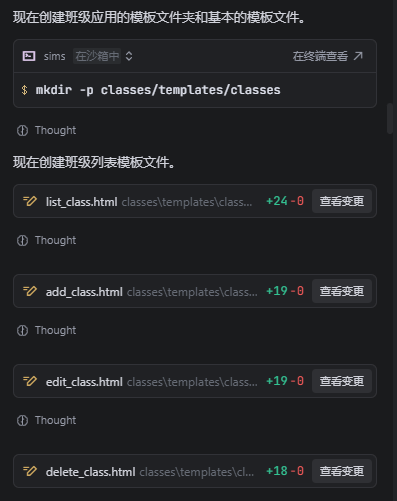 现在创建班级应用的模板文件夹和基本的模板文件。
sims 在沙箱中 在终端查看
$ mkdir -p classes/templates/classes
Thought
现在创建班级列表模板文件。
list_class.html classes\templates\class... +24 -0 查看变更
Thought
add_class.html classes\templates\class... +19 -0 查看变更
Thought
edit_class.html classes\templates\class... +19 -0 查看变更
Thought
delete_class.html classes\templates\cl... +18 -0 查看变更